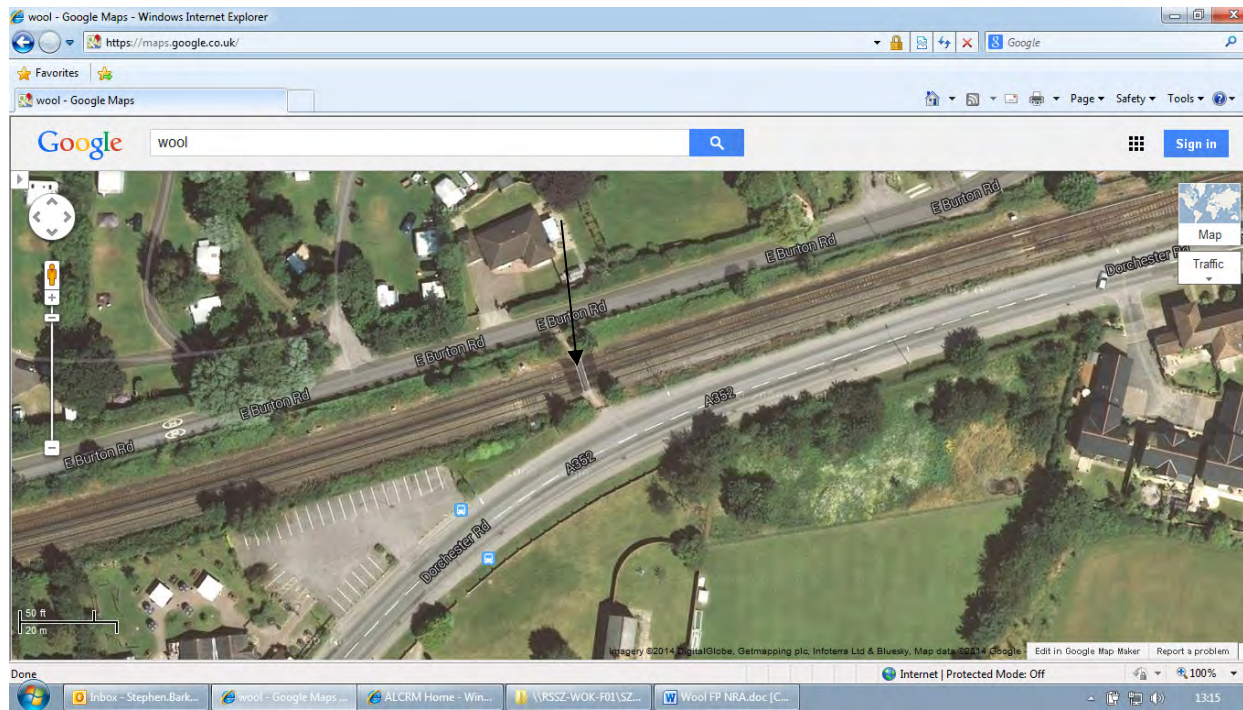 wool - Google Maps - Windows Internet Explorer
https://maps.google.co.uk/
Google
Favorites
wool - Google Maps
Page
Safety
Tools
Google
wool
Sign in
E Burton Rd
Map
E Burton Rd
Dorchester
Traffic
E Burton Rd
E Burton Rd
A352
E Burton Rd
E Burton Rd
A352
Dorchester Rd
50 ft
20 m
Imagery ©2014 DigitalGlobe, Getmapping plc, Infoterra Ltd & Bluesky, Map data ©2014 Google
Edit in Google Map Maker
Report a problem
Done
Internet | Protected Mode: Off
100%
Inbox - Stephen.Bark...
wool - Google Maps ...
ALCRM Home - Win...
\\RSSZ-WOK-F01\SZ...
Wool FP NRA.doc [C...
13:15